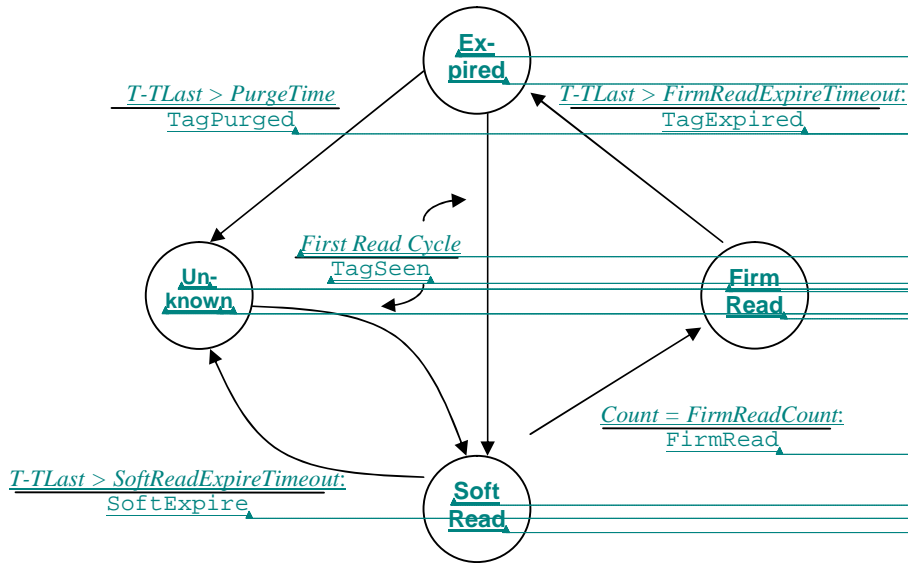 Ex-
pired
T-TLast > PurgeTime
TagPurged
T-TLast > FirmReadExpireTimeout:
TagExpired
First Read Cycle
TagSeen
Un-
known
Firm
Read
Count = FirmReadCount:
FirmRead
T-TLast > SoftReadExpireTimeout:
SoftExpire
Soft
Read